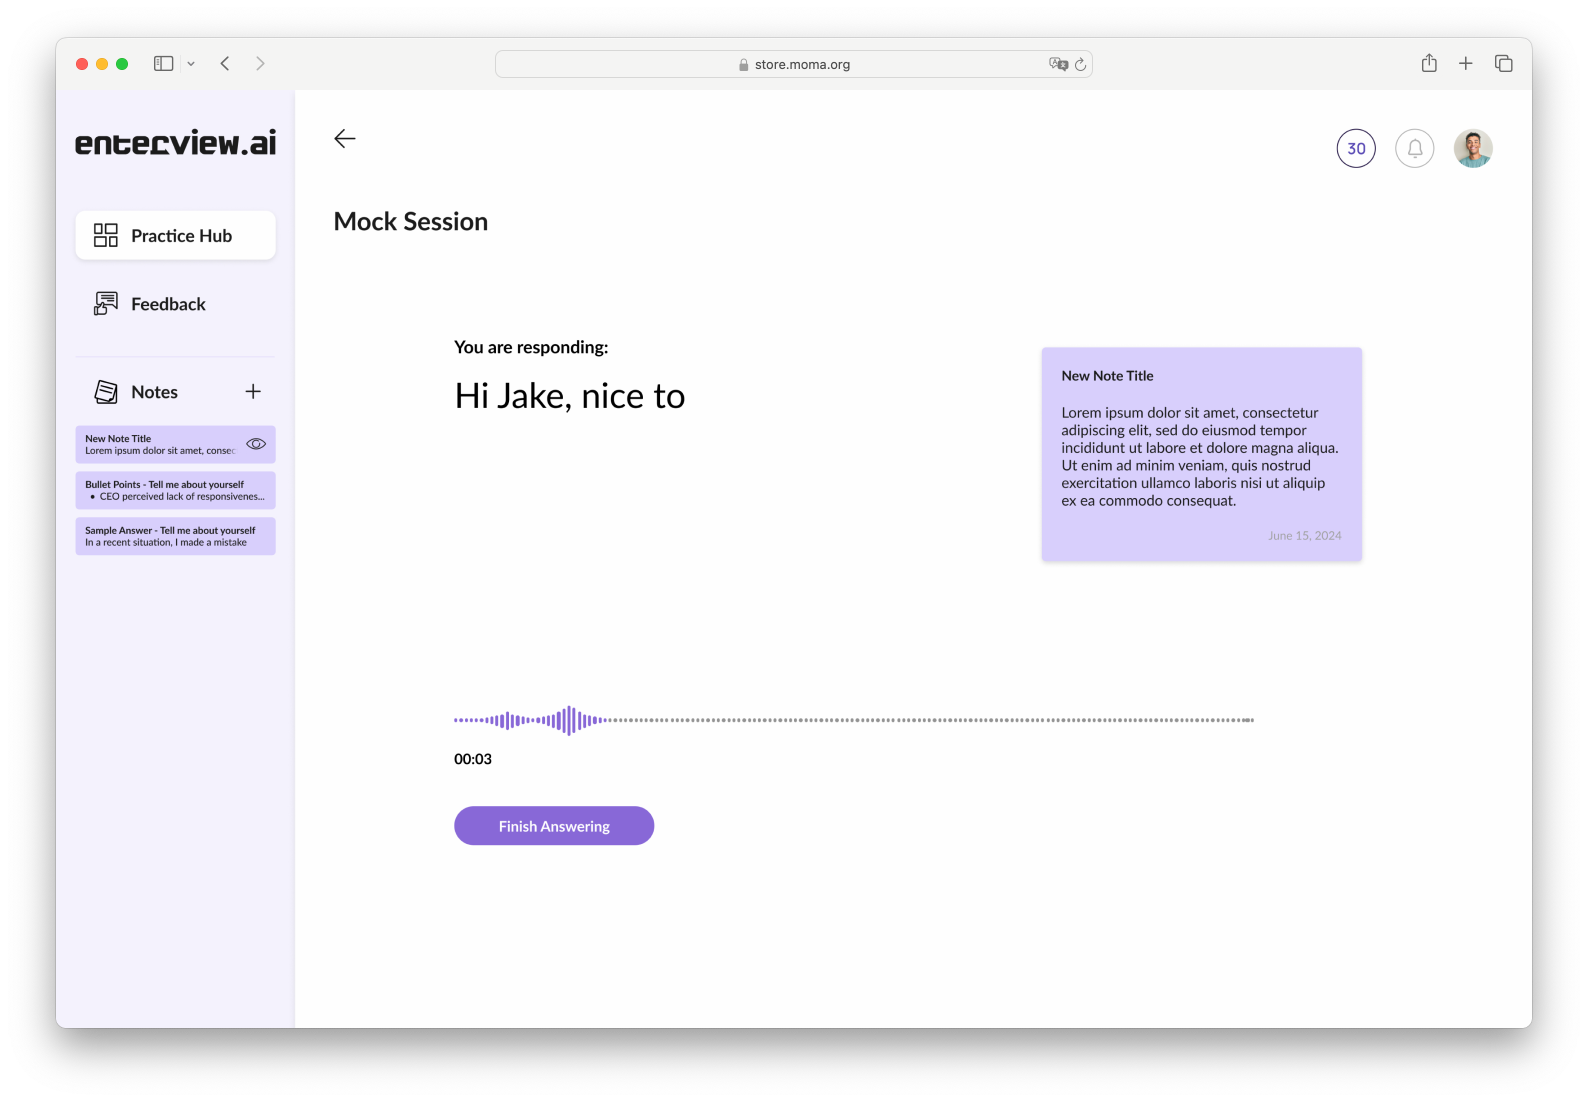 store.moma.org
enterview.ai
30
Practice Hub
Feedback
Notes
New Note Title
Lorem ipsum dolor sit amet, consec
Bullet Points - Tell me about yourself
• CEO perceived lack of responsivenes...
Sample Answer - Tell me about yourself
In a recent situation, I made a mistake
Mock Session
You are responding:
Hi Jake, nice to
New Note Title
Lorem ipsum dolor sit amet, consectetur
adipiscing elit, sed do eiusmod tempor
incididunt ut labore et dolore magna aliqua.
Ut enim ad minim veniam, quis nostrud
exercitation ullamco laboris nisi ut aliquip
ex ea commodo consequat.
June 15, 2024
00:03
Finish Answering